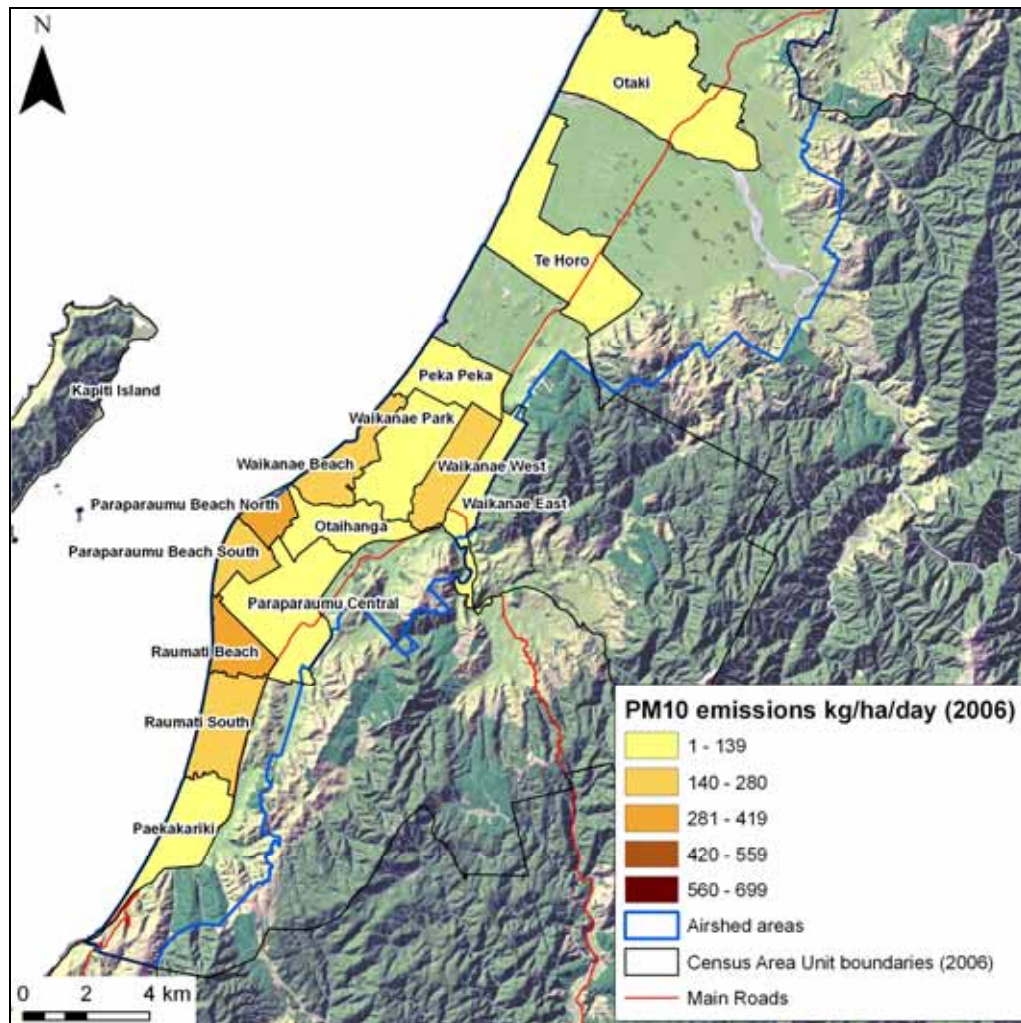 N
Otaki
Te Horo
Kapiti Island
Peka Peka
Waikanae Park
Waikanae Beach
Waikanae West
Paraparaumu Beach North
Waikanae East
Otaihanga
Paraparaumu Beach South
Paraparaumu Central
Raumati Beach
Raumati South
Paekakariki
PM10 emissions kg/ha/day (2006)
1 - 139
140 - 280
281 - 419
420 - 559
560 - 699
Airshed areas
Census Area Unit boundaries (2006)
Main Roads
0 2 4 km